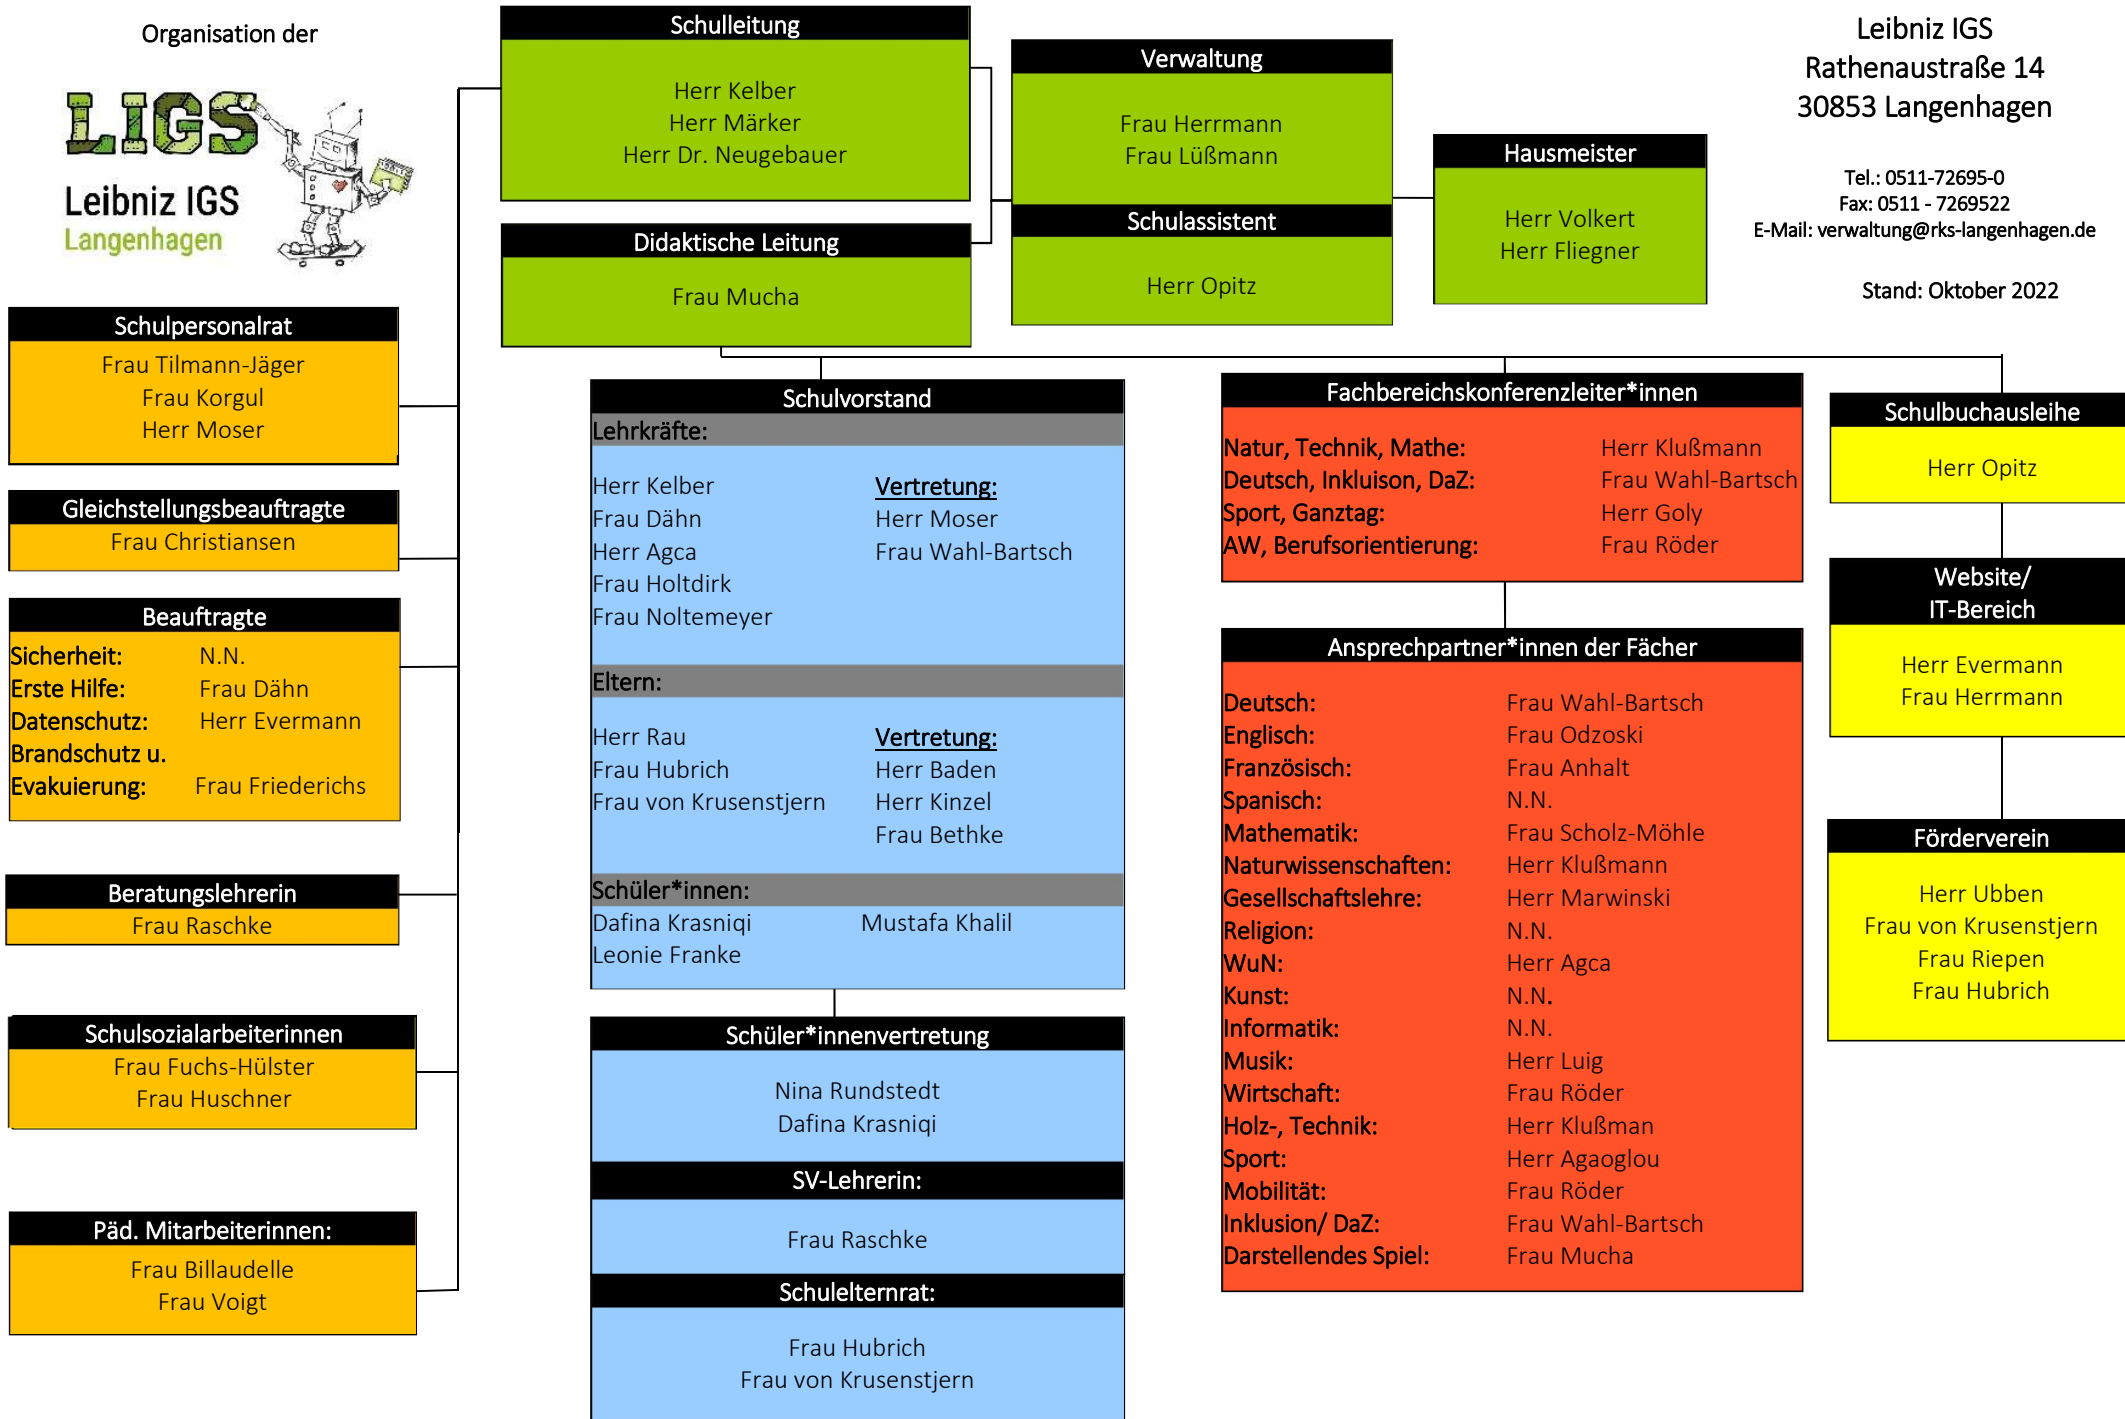 Organisation der
LIGS
Leibniz IGS
Langenhagen
Schulleitung
Herr Kelber
Herr Märker
Herr Dr. Neugebauer
Didaktische Leitung
Frau Mucha
Verwaltung
Frau Herrmann
Frau Lüßmann
Schulassistent
Herr Opitz
Hausmeister
Herr Volkert
Herr Fliegner
Leibniz IGS
Rathenaustraße 14
30853 Langenhagen
Tel.: 0511-72695-0
Fax: 0511 - 7269522
E-Mail: verwaltung@rks-langenhagen.de
Stand: Oktober 2022
Schulpersonalrat
Frau Tilmann-Jäger
Frau Korgul
Herr Moser
Gleichstellungsbeauftragte
Frau Christiansen
Beauftragte
Sicherheit: N.N.
Erste Hilfe: Frau Dähn
Datenschutz: Herr Evermann
Brandschutz u.
Evakuierung: Frau Friederichs
Beratungslehrerin
Frau Raschke
Schulsozialarbeiterinnen
Frau Fuchs-Hülster
Frau Huschner
Päd. Mitarbeiterinnen:
Frau Billaudelle
Frau Voigt
Schulvorstand
Lehrkräfte:
Herr Kelber Vertretung:
Frau Dähn Herr Moser
Herr Agca Frau Wahl-Bartsch
Frau Holtdirk
Frau Noltemeyer
Eltern:
Herr Rau Vertretung:
Frau Hubrich Herr Baden
Frau von Krusenstjern Herr Kinzel
Frau Bethke
Schüler*innen:
Dafina Krasniqi Mustafa Khalil
Leonie Franke
Schüler*innenvertretung
Nina Rundstedt
Dafina Krasniqi
SV-Lehrerin:
Frau Raschke
Schulelternrat:
Frau Hubrich
Frau von Krusenstjern
Fachbereichskonferenzleiter*innen
Natur, Technik, Mathe: Herr Klußmann
Deutsch, Inkluison, DaZ: Frau Wahl-Bartsch
Sport, Ganztag: Herr Goly
AW, Berufsorientierung: Frau Röder
Ansprechpartner*innen der Fächer
Deutsch: Frau Wahl-Bartsch
Englisch: Frau Odzoski
Französisch: Frau Anhalt
Spanisch: N.N.
Mathematik: Frau Scholz-Möhle
Naturwissenschaften: Herr Klußmann
Gesellschaftslehre: Herr Marwinski
Religion: N.N.
WuN: Herr Agca
Kunst: N.N.
Informatik: N.N.
Musik: Herr Luig
Wirtschaft: Frau Röder
Holz-, Technik: Herr Klußman
Sport: Herr Agaoglou
Mobilität: Frau Röder
Inklusion/ DaZ: Frau Wahl-Bartsch
Darstellendes Spiel: Frau Mucha
Schulbuchausleihe
Herr Opitz
Website/
IT-Bereich
Herr Evermann
Frau Herrmann
Förderverein
Herr Ubben
Frau von Krusenstjern
Frau Riepen
Frau Hubrich